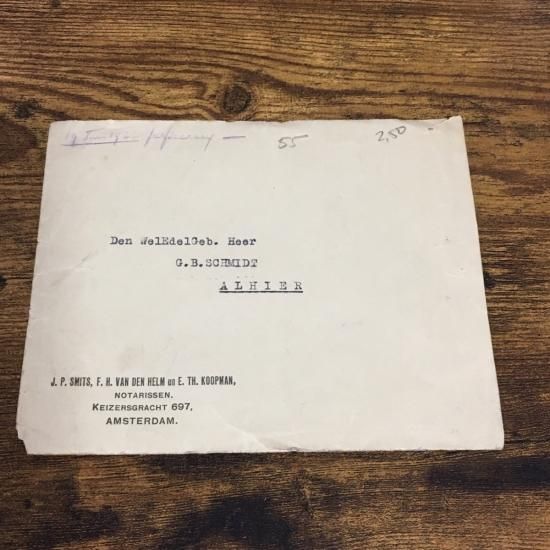 55
2,50
Den WelEdelGeb. Heer
G.B.SCHMIDT
ALHIER
J. P. SMITS, F. H. VAN DEN HELM en E. TH. KOOPMAN,
NOTARISSEN.
KEIZERSGRACHT 697,
AMSTERDAM.